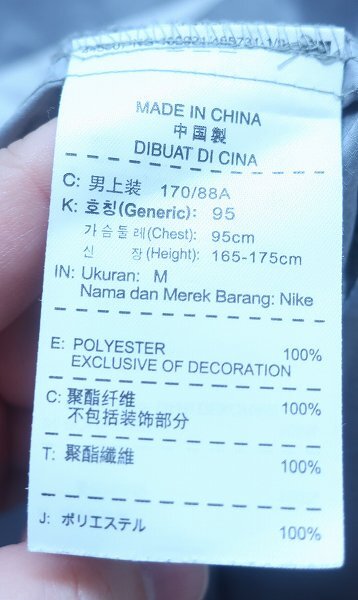 MADE IN CHINA
中国製
DIBUAT DI CINA
C: 男上装 170/88A
K: 호칭(Generic): 95
가슴둘레(Chest): 95cm
신 장(Height): 165-175cm
IN: Ukuran: M
Nama dan Merek Barang: Nike
E: POLYESTER 100%
EXCLUSIVE OF DECORATION
C: 聚酯纤维 100%
不包括装饰部分
T: 聚酯纖維 100%
J: ポリエステル 100%